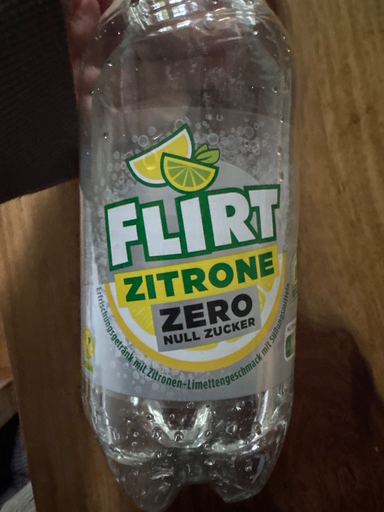 FLIRT
ZITRONE
ZERO
NULL ZUCKER
Erfrischungsgetränk mit Zitronen-Limettengeschmack mit Süßungsmitteln